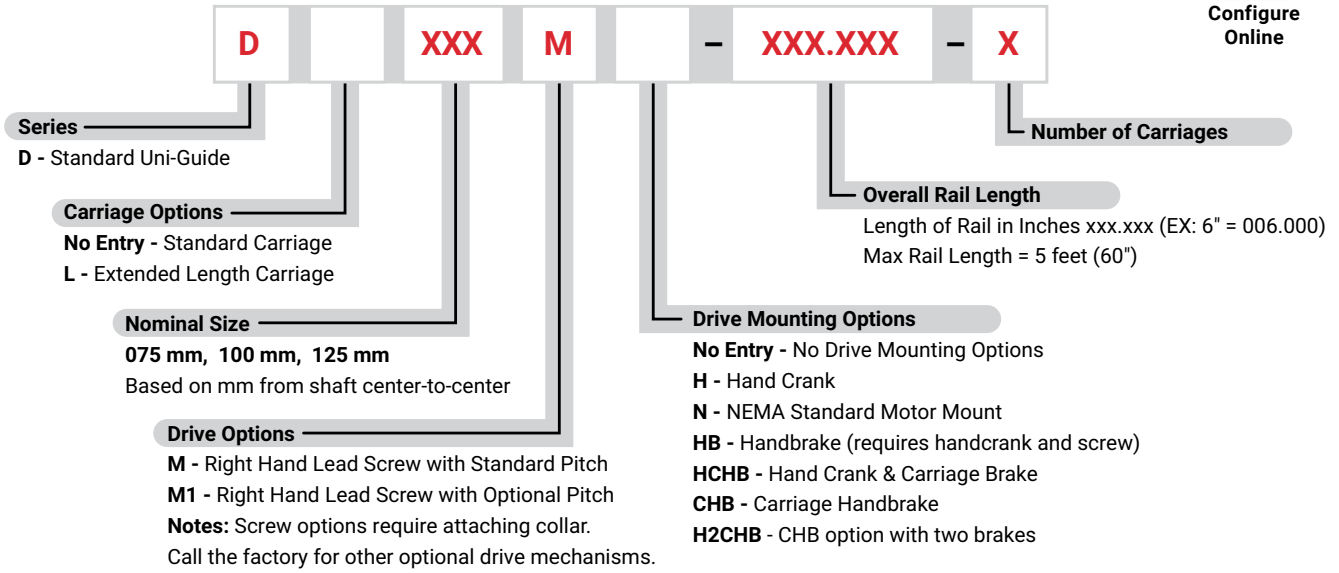 Configure
Online
D XXX M – XXX.XXX – X
Series
D - Standard Uni-Guide
Carriage Options
No Entry - Standard Carriage
L - Extended Length Carriage
Nominal Size
075 mm, 100 mm, 125 mm
Based on mm from shaft center-to-center
Drive Options
M - Right Hand Lead Screw with Standard Pitch
M1 - Right Hand Lead Screw with Optional Pitch
Notes: Screw options require attaching collar.
Call the factory for other optional drive mechanisms.
Number of Carriages
Overall Rail Length
Length of Rail in Inches xxx.xxx (EX: 6" = 006.000)
Max Rail Length = 5 feet (60")
Drive Mounting Options
No Entry - No Drive Mounting Options
H - Hand Crank
N - NEMA Standard Motor Mount
HB - Handbrake (requires handcrank and screw)
HCHB - Hand Crank & Carriage Brake
CHB - Carriage Handbrake
H2CHB - CHB option with two brakes